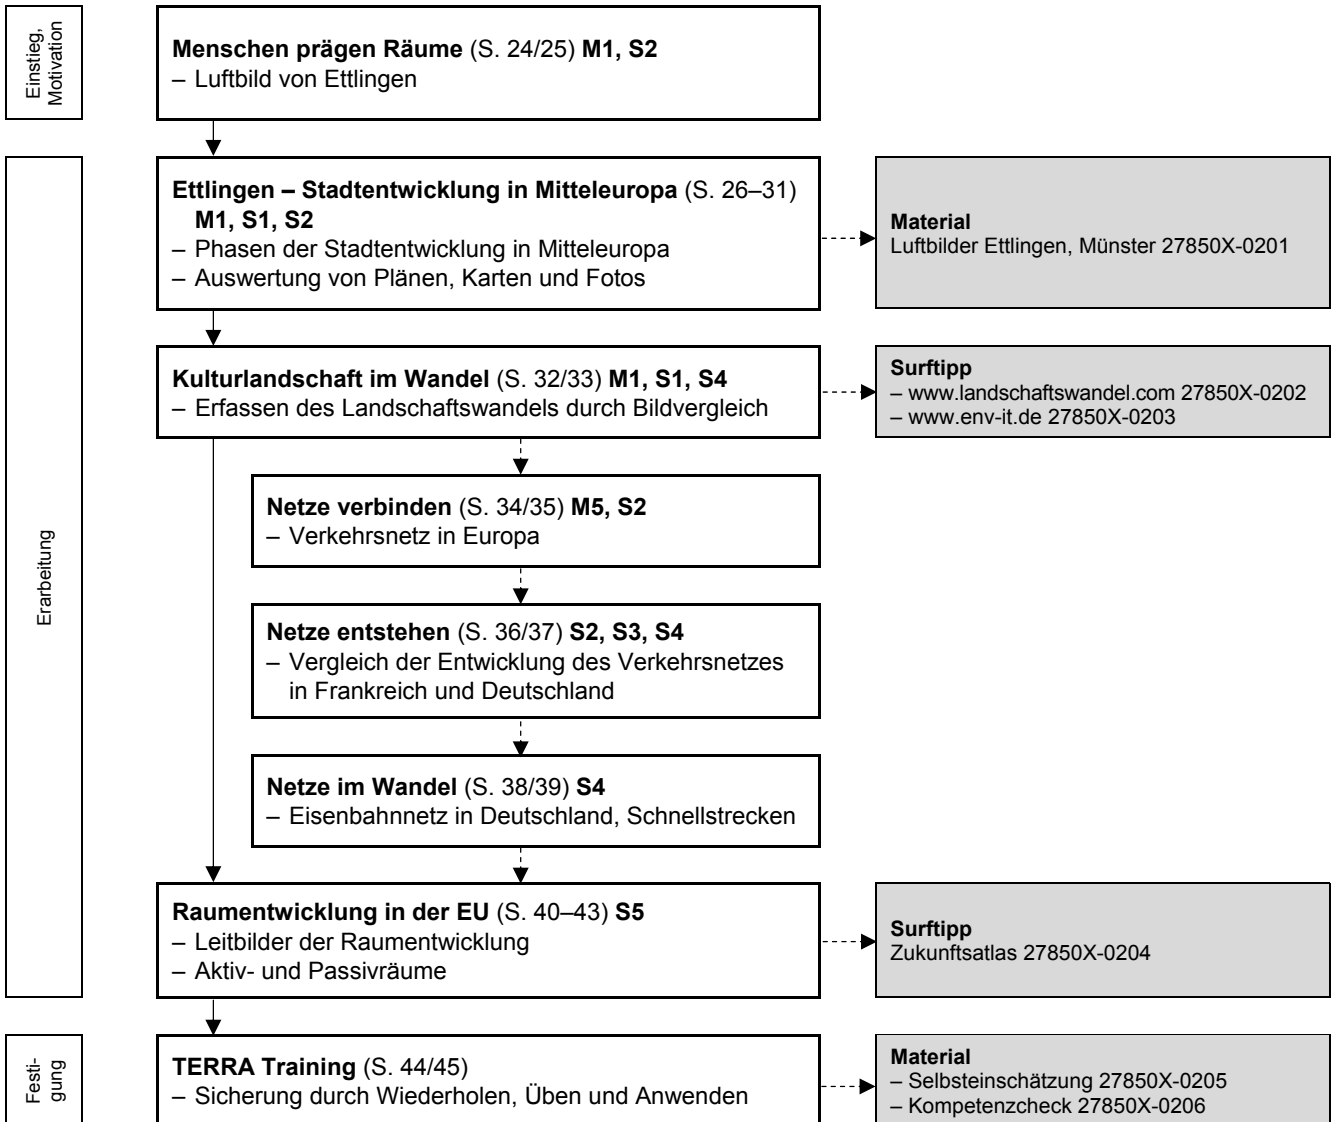 Einstieg,
Motivation
Menschen prägen Räume (S. 24/25) M1, S2
– Luftbild von Ettlingen
Erarbeitung
Ettlingen – Stadtentwicklung in Mitteleuropa (S. 26–31)
M1, S1, S2
– Phasen der Stadtentwicklung in Mitteleuropa
– Auswertung von Plänen, Karten und Fotos
Material
Luftbilder Ettlingen, Münster 27850X-0201
Kulturlandschaft im Wandel (S. 32/33) M1, S1, S4
– Erfassen des Landschaftswandels durch Bildvergleich
Surftipp
– www.landschaftswandel.com 27850X-0202
– www.env-it.de 27850X-0203
Netze verbinden (S. 34/35) M5, S2
– Verkehrsnetz in Europa
Netze entstehen (S. 36/37) S2, S3, S4
– Vergleich der Entwicklung des Verkehrsnetzes
in Frankreich und Deutschland
Netze im Wandel (S. 38/39) S4
– Eisenbahnnetz in Deutschland, Schnellstrecken
Raumentwicklung in der EU (S. 40–43) S5
– Leitbilder der Raumentwicklung
– Aktiv- und Passivräume
Surftipp
Zukunftsatlas 27850X-0204
Festi-
gung
TERRA Training (S. 44/45)
– Sicherung durch Wiederholen, Üben und Anwenden
Material
– Selbsteinschätzung 27850X-0205
– Kompetenzcheck 27850X-0206